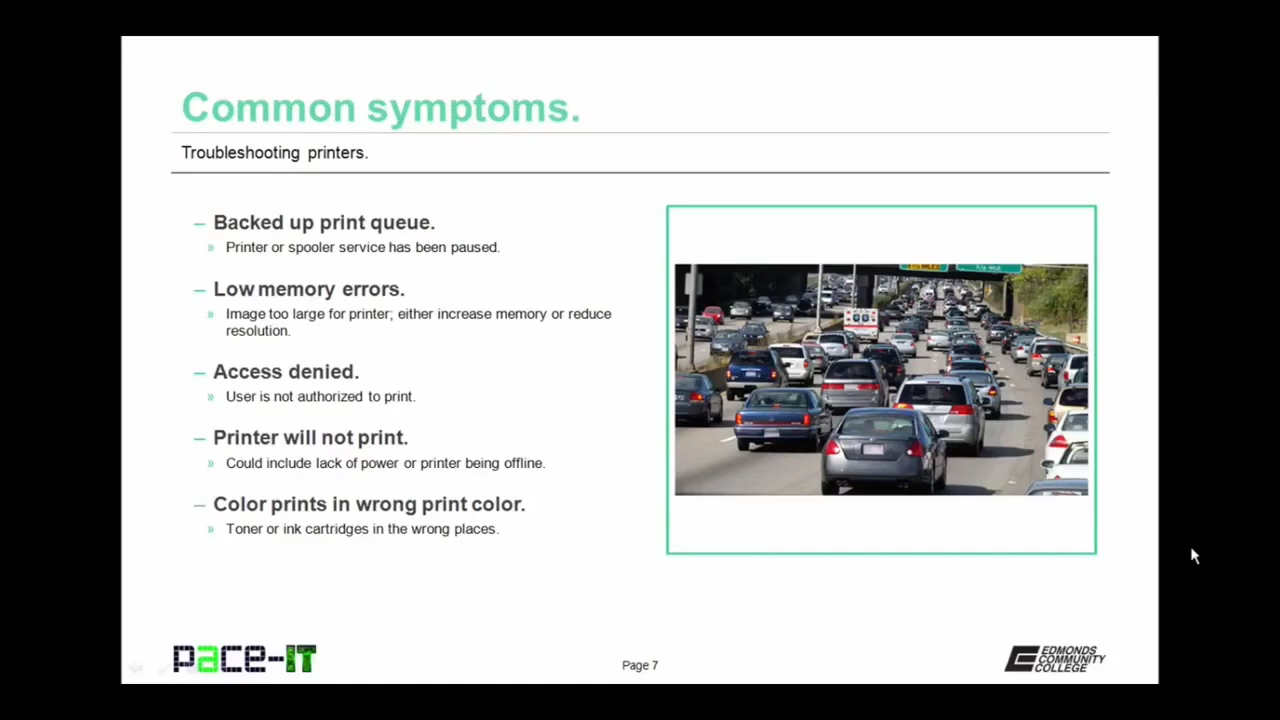 Common symptoms.
Troubleshooting printers.
– Backed up print queue.
» Printer or spooler service has been paused.
– Low memory errors.
» Image too large for printer; either increase memory or reduce
resolution.
– Access denied.
» User is not authorized to print.
– Printer will not print.
» Could include lack of power or printer being offline.
– Color prints in wrong print color.
» Toner or ink cartridges in the wrong places.
pace-IT
Page 7
EDMONDS
COMMUNITY
COLLEGE